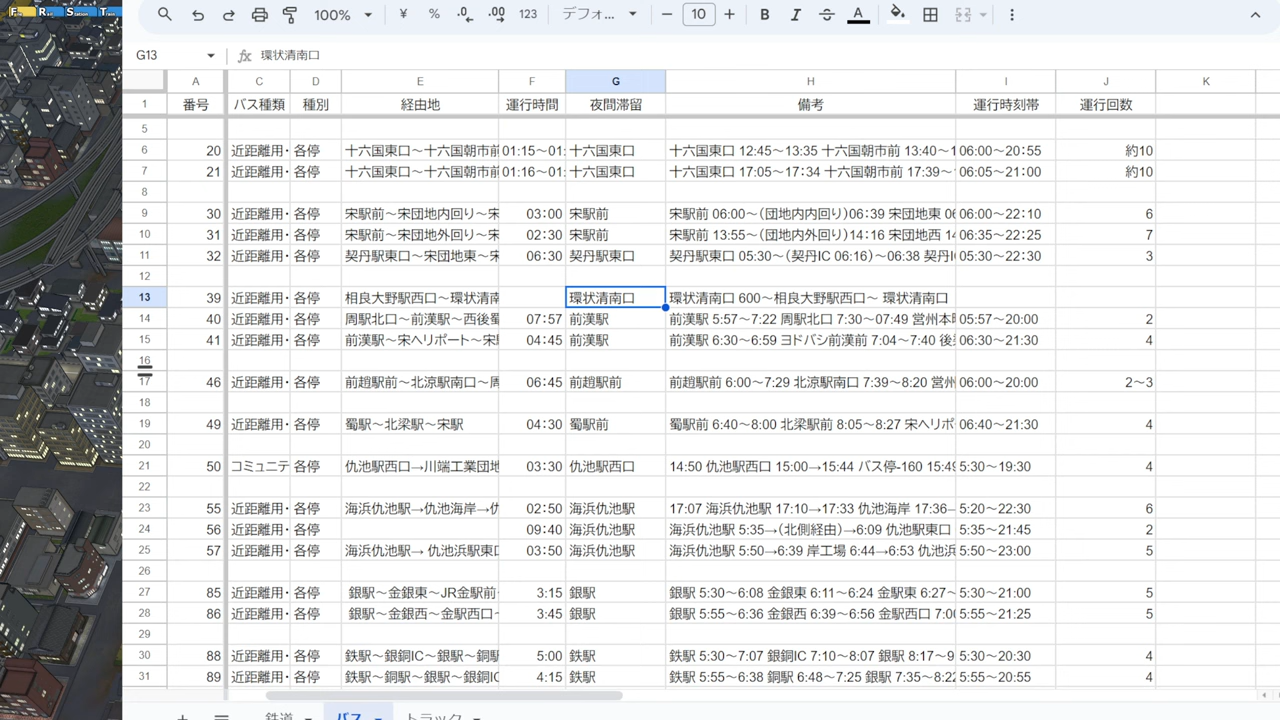 100% ¥ % .0 .00 123 デフォ... 10 B I A
G13 環状清南口
A C D E F G H I J K
1 番号 バス種類 種別 経由地 運行時間 夜間滞留 備考 運行時刻帯 運行回数
5
6 20 近距離用・ 各停 十六国東口～十六国朝市前 01:15～01: 十六国東口 十六国東口 12:45～13:35 十六国朝市前 13:40～1 06:00～20:55 約10
7 21 近距離用・ 各停 十六国東口～十六国朝市前 01:16～01: 十六国東口 十六国東口 17:05～17:34 十六国朝市前 17:39～ 06:05～21:00 約10
8
9 30 近距離用・ 各停 宋駅前～宋団地内回り～宋 03:00 宋駅前 宋駅前 06:00～(団地内内回り)06:39 宋団地東 06 06:00～22:10 6
10 31 近距離用・ 各停 宋駅前～宋団地外回り～宋 02:30 宋駅前 宋駅前 13:55～(団地内外回り)14:16 宋団地西 14 06:35～22:25 7
11 32 近距離用・ 各停 契丹駅東口～宋団地東～宋 06:30 契丹駅東口 契丹駅東口 05:30～(契丹IC 06:16)～06:38 契丹I 05:30～22:30 3
12
13 39 近距離用・ 各停 相良大野駅西口～環状清南 環状清南口 環状清南口 600～相良大野駅西口～ 環状清南口
14 40 近距離用・ 各停 周駅北口～前漢駅～西後蜀 07:57 前漢駅 前漢駅 5:57～7:22 周駅北口 7:30～07:49 営州本 05:57～20:00 2
15 41 近距離用・ 各停 前漢駅～宋ヘリポート～宋 04:45 前漢駅 前漢駅 6:30～6:59 ヨドバシ前漢前 7:04～7:40 後 06:30～21:30 4
16
17 46 近距離用・ 各停 前趙駅前～北涼駅南口～周 06:45 前趙駅前 前趙駅前 6:00～7:29 北涼駅南口 7:39～8:20 営州 06:00～20:00 2～3
18
19 49 近距離用・ 各停 蜀駅～北梁駅～宋駅 04:30 蜀駅前 蜀駅前 6:40～8:00 北梁駅前 8:05～8:27 宋ヘリポ 06:40～21:30 4
20
21 50 コミュニテ 各停 仇池駅西口→川端工業団地 03:30 仇池駅西口 14:50 仇池駅西口 15:00→15:44 バス停-160 15:49 5:30～19:30 4
22
23 55 近距離用・ 各停 海浜仇池駅→仇池海岸→仇 02:50 海浜仇池駅 17:07 海浜仇池駅 17:10→17:33 仇池海岸 17:36 5:20～22:30 6
24 56 近距離用・ 各停 09:40 海浜仇池駅 海浜仇池駅 5:35→(北側経由)→6:09 仇池駅東口 5:35～21:45 2
25 57 近距離用・ 各停 海浜仇池駅→ 仇池浜駅東口 03:50 海浜仇池駅 海浜仇池駅 5:50→6:39 岸工場 6:44→6:53 仇池浜 5:50～23:00 5
26
27 85 近距離用・ 各停 銀駅～金銀東～JR金駅前 3:15 銀駅 銀駅 5:30～6:08 金銀東 6:11～6:24 金駅東 6:27～ 5:30～21:00 5
28 86 近距離用・ 各停 銀駅～金銀西～金駅西口～ 3:45 銀駅 銀駅 5:55～6:36 金銀西 6:39～6:56 金駅西口 7:00 5:55～21:25 5
29
30 88 近距離用・ 各停 鉄駅～銀銅IC～銀駅～銅駅 5:00 鉄駅 鉄駅 5:30～7:07 銀銅IC 7:10～8:07 銀駅 8:17～9 5:30～20:30 4
31 89 近距離用・ 各停 鉄駅～銅駅～銀駅～銀銅IC 4:15 鉄駅 鉄駅 5:55～6:38 銅駅 6:48～7:25 銀駅 7:35～8:22 5:55～20:55 4
鉄道 バス トラック